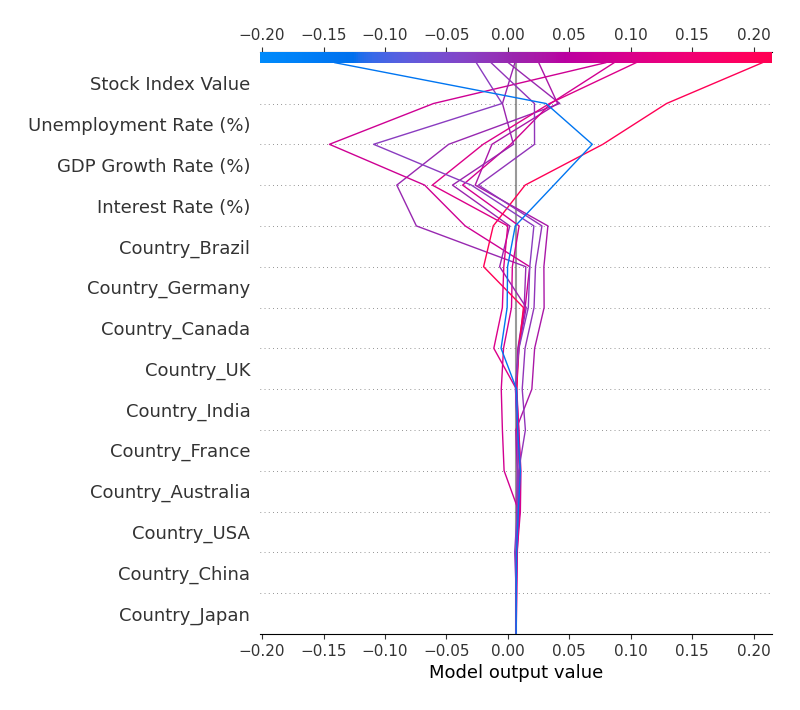 −0.20 −0.15 −0.10 −0.05 0.00 0.05 0.10 0.15 0.20
Stock Index Value
Unemployment Rate (%)
GDP Growth Rate (%)
Interest Rate (%)
Country_Brazil
Country_Germany
Country_Canada
Country_UK
Country_India
Country_France
Country_Australia
Country_USA
Country_China
Country_Japan
−0.20 −0.15 −0.10 −0.05 0.00 0.05 0.10 0.15 0.20
Model output value